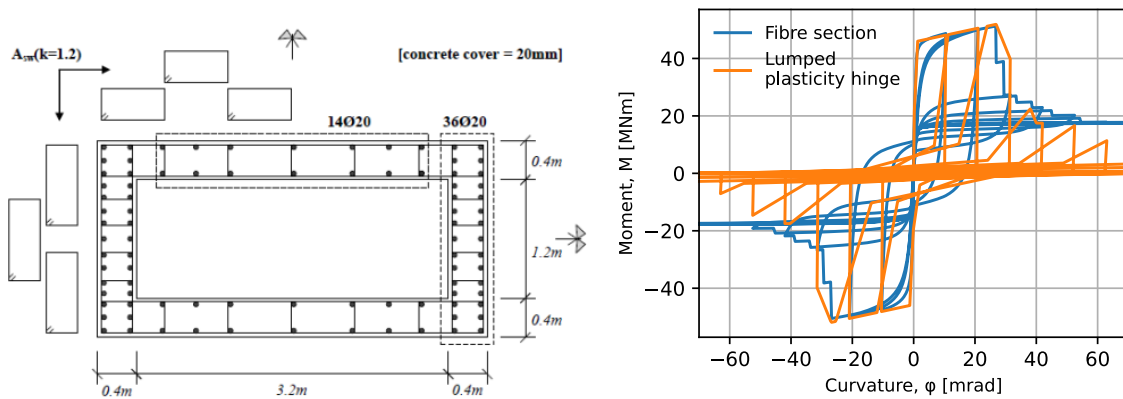 A_sw(k=1.2)
[concrete cover = 20mm]
14Ø20
36Ø20
0.4m
1.2m
0.4m
0.4m
3.2m
0.4m
Moment, M [MNm]
40
20
0
−20
−40
Fibre section
Lumped
plasticity hinge
−60
−40
−20
0
20
40
60
Curvature, φ [mrad]